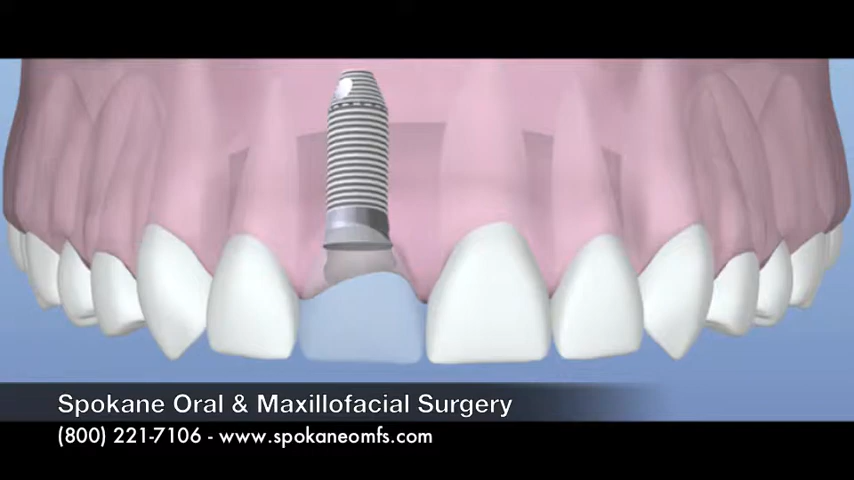 Spokane Oral & Maxillofacial Surgery
(800) 221-7106 - www.spokaneomfs.com